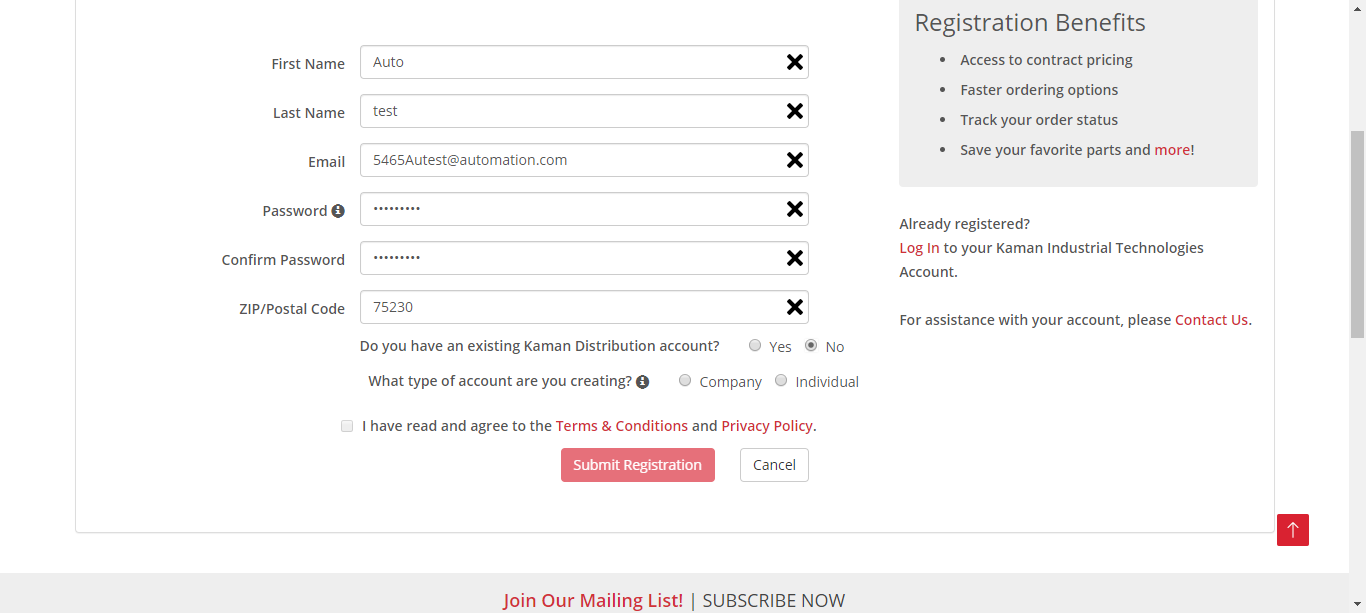 First Name Auto
Last Name test
Email 5465Autest@automation.com
Password •••••••••
Confirm Password •••••••••
ZIP/Postal Code 75230
Do you have an existing Kaman Distribution account? Yes No
What type of account are you creating? Company Individual
I have read and agree to the Terms & Conditions and Privacy Policy.
Submit Registration Cancel
Registration Benefits
• Access to contract pricing
• Faster ordering options
• Track your order status
• Save your favorite parts and more!
Already registered?
Log In to your Kaman Industrial Technologies
Account.
For assistance with your account, please Contact Us.
Join Our Mailing List! | SUBSCRIBE NOW